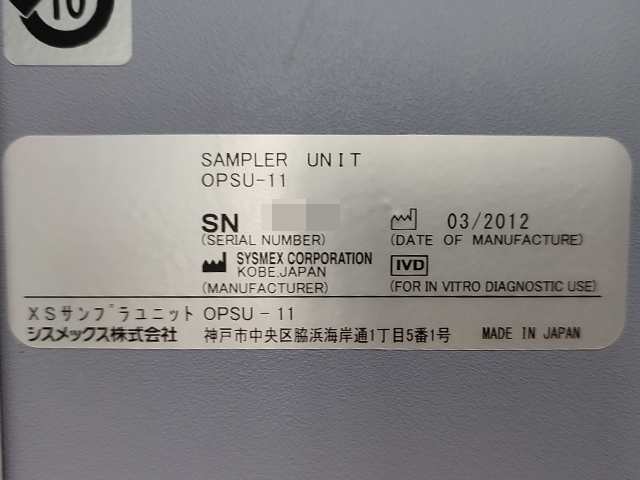 10
SAMPLER UNIT
OPSU-11
SN
(SERIAL NUMBER)
03/2012
(DATE OF MANUFACTURE)
SYSMEX CORPORATION
KOBE,JAPAN
(MANUFACTURER)
IVD
(FOR IN VITRO DIAGNOSTIC USE)
XSサンプラユニット OPSU-11
シスメックス株式会社 神戸市中央区脇浜海岸通1丁目5番1号 MADE IN JAPAN